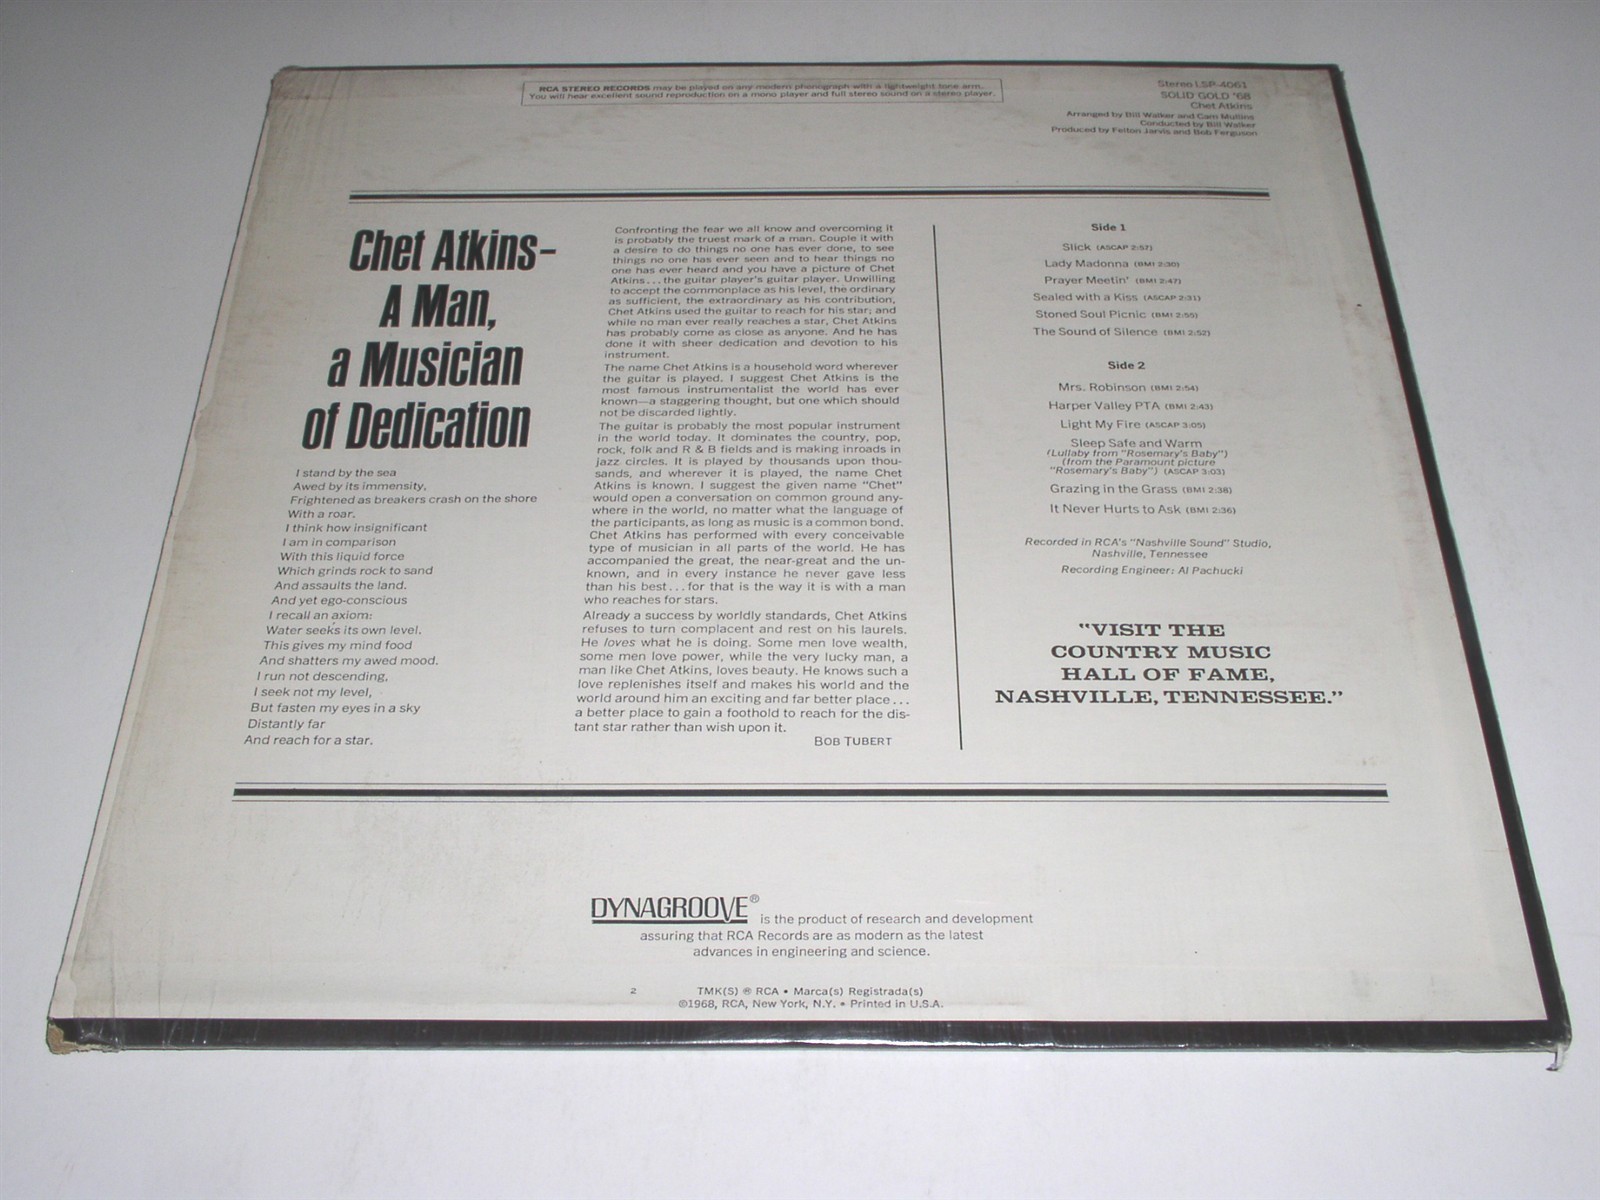 RCA STEREO RECORDS may be played on any modern phonograph with a lightweight tone arm.
You will hear excellent sound reproduction on a mono player and full stereo sound on a stereo player.
Stereo LSP-4061
SOLID GOLD '68
Chet Atkins
Arranged by Bill Walker and Cam Mullins
Conducted by Bill Walker
Produced by Felton Jarvis and Bob Ferguson
Chet Atkins–
A Man,
a Musician
of Dedication
I stand by the sea
Awed by its immensity,
Frightened as breakers crash on the shore
With a roar.
I think how insignificant
I am in comparison
With this liquid force
Which grinds rock to sand
And assaults the land.
And yet ego-conscious
I recall an axiom:
Water seeks its own level.
This gives my mind food
And shatters my awed mood.
I run not descending,
I seek not my level,
But fasten my eyes in a sky
Distantly far
And reach for a star.
Confronting the fear we all know and overcoming it
is probably the truest mark of a man. Couple it with
a desire to do things no one has ever done, to see
things no one has ever seen and to hear things no
one has ever heard and you have a picture of Chet
Atkins...the guitar player's guitar player. Unwilling
to accept the commonplace as his level, the ordinary
as sufficient, the extraordinary as his contribution,
Chet Atkins used the guitar to reach for his star; and
while no man ever really reaches a star, Chet Atkins
has probably come as close as anyone. And he has
done it with sheer dedication and devotion to his
instrument.
The name Chet Atkins is a household word wherever
the guitar is played. I suggest Chet Atkins is the
most famous instrumentalist the world has ever
known—a staggering thought, but one which should
not be discarded lightly.
The guitar is probably the most popular instrument
in the world today. It dominates the country, pop,
rock, folk and R & B fields and is making inroads in
jazz circles. It is played by thousands upon thou-
sands, and wherever it is played, the name Chet
Atkins is known. I suggest the given name "Chet"
would open a conversation on common ground any-
where in the world, no matter what the language of
the participants, as long as music is a common bond.
Chet Atkins has performed with every conceivable
type of musician in all parts of the world. He has
accompanied the great, the near-great and the un-
known, and in every instance he never gave less
than his best...for that is the way it is with a man
who reaches for stars.
Already a success by worldly standards, Chet Atkins
refuses to turn complacent and rest on his laurels.
He loves what he is doing. Some men love wealth,
some men love power, while the very lucky man, a
man like Chet Atkins, loves beauty. He knows such a
love replenishes itself and makes his world and the
world around him an exciting and far better place...
a better place to gain a foothold to reach for the dis-
tant star rather than wish upon it.
BOB TUBERT
Side 1
Slick (ASCAP 2:57)
Lady Madonna (BMI 2:30)
Prayer Meetin' (BMI 2:47)
Sealed with a Kiss (ASCAP 2:31)
Stoned Soul Picnic (BMI 2:55)
The Sound of Silence (BMI 2:52)
Side 2
Mrs. Robinson (BMI 2:54)
Harper Valley PTA (BMI 2:43)
Light My Fire (ASCAP 3:05)
Sleep Safe and Warm
(Lullaby from "Rosemary's Baby")
(from the Paramount picture
"Rosemary's Baby") (ASCAP 3:03)
Grazing in the Grass (BMI 2:38)
It Never Hurts to Ask (BMI 2:36)
Recorded in RCA's "Nashville Sound" Studio,
Nashville, Tennessee
Recording Engineer: Al Pachucki
"VISIT THE
COUNTRY MUSIC
HALL OF FAME,
NASHVILLE, TENNESSEE."
DYNAGROOVE® is the product of research and development
assuring that RCA Records are as modern as the latest
advances in engineering and science.
2 TMK(S) ® RCA • Marca(s) Registrada(s)
©1968, RCA, New York, N.Y. • Printed in U.S.A.